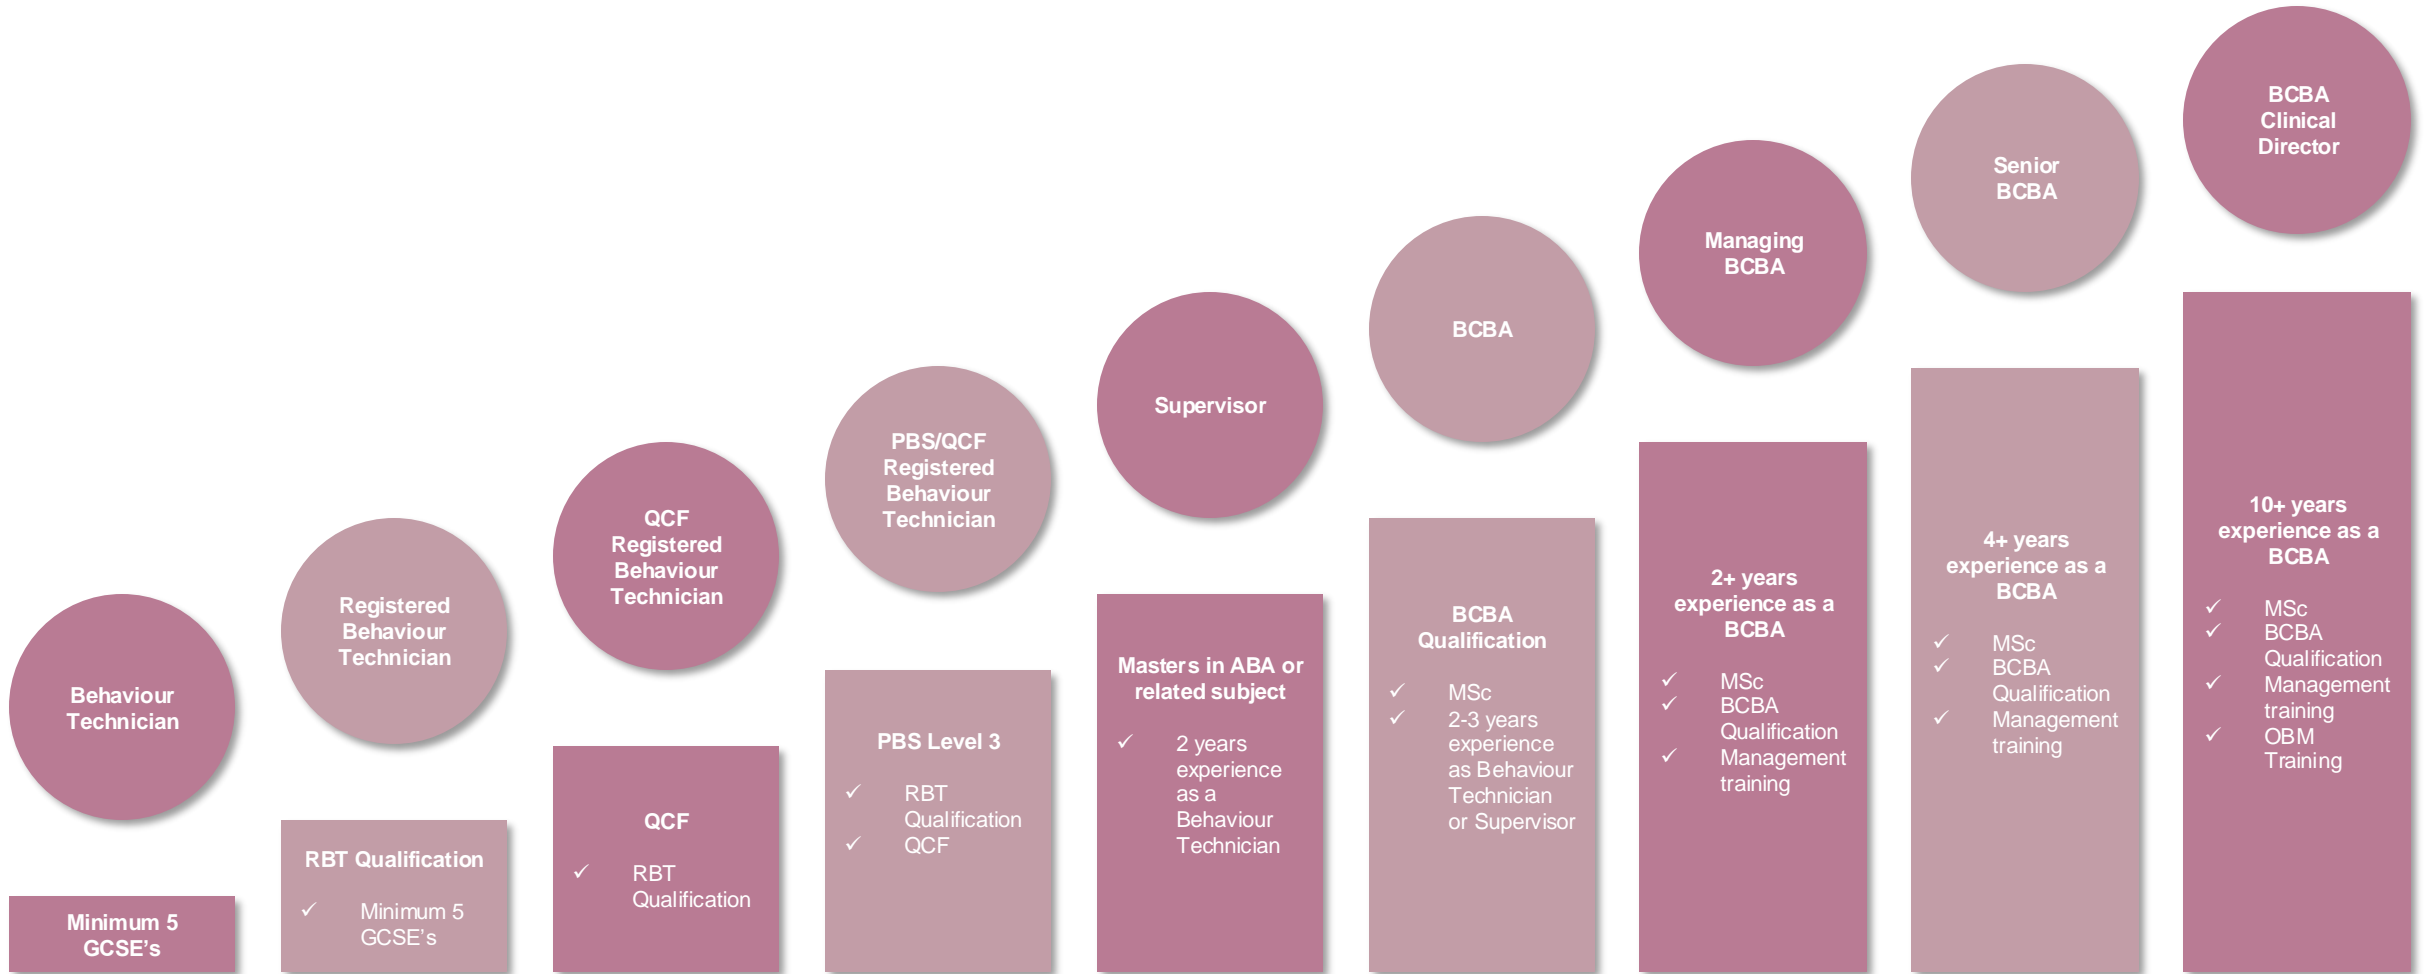 Behaviour
Technician
Minimum 5
GCSE’s
Registered
Behaviour
Technician
RBT Qualification
✓ Minimum 5
GCSE’s
QCF
Registered
Behaviour
Technician
QCF
✓ RBT
Qualification
PBS/QCF
Registered
Behaviour
Technician
PBS Level 3
✓ RBT
Qualification
✓ QCF
Supervisor
Masters in ABA or
related subject
✓ 2 years
experience
as a
Behaviour
Technician
BCBA
BCBA
Qualification
✓ MSc
✓ 2-3 years
experience
as Behaviour
Technician
or Supervisor
Managing
BCBA
2+ years
experience as a
BCBA
✓ MSc
✓ BCBA
Qualification
✓ Management
training
Senior
BCBA
4+ years
experience as a
BCBA
✓ MSc
✓ BCBA
Qualification
✓ Management
training
BCBA
Clinical
Director
10+ years
experience as a
BCBA
✓ MSc
✓ BCBA
Qualification
✓ Management
training
✓ OBM
Training